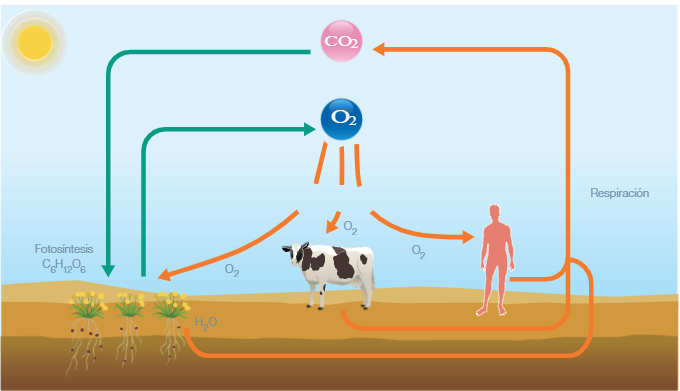 CO2
O2
Respiración
O2
Fotosíntesis
C6H12O6
O2
O2
H2O